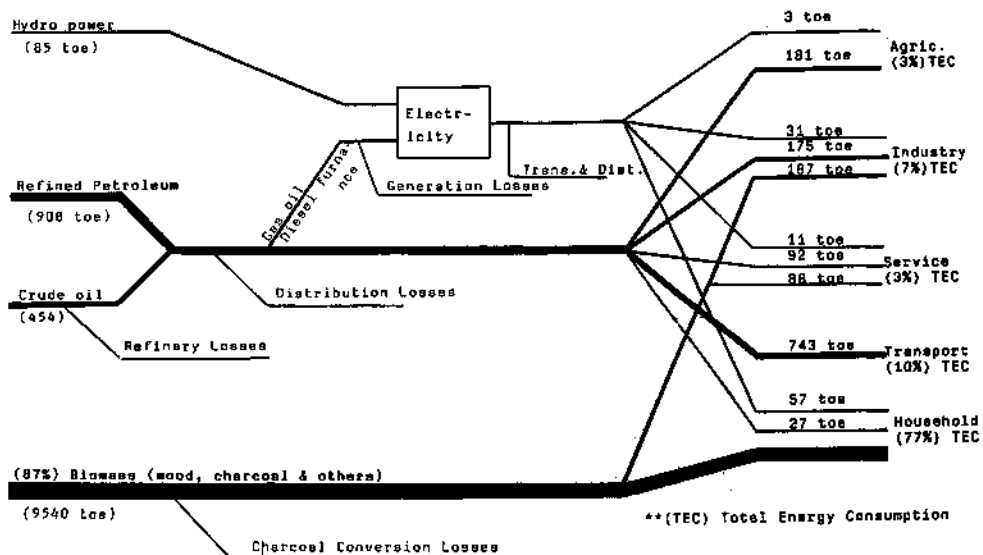 Hydro power
(85 toe)
Electr-
icity
Gas oil
Diesel furna-
nce
Generation Losses
Trans.& Dist.
Refined Petroleum
(908 toe)
Crude oil
(454)
Refinary Losses
Distribution Losses
3 toe
181 toe
Agric.
(3%)TEC
31 toe
175 toe
187 toe
Industry
(7%)TEC
11 toe
92 toe
86 toe
Service
(3%) TEC
743 toe
Transport
(10%) TEC
57 toe
27 toe
Household
(77%) TEC
(87%) Biomass (wood, charcoal & others)
(9540 toe)
Charcoal Conversion Losses
**(TEC) Total Energy Consumption